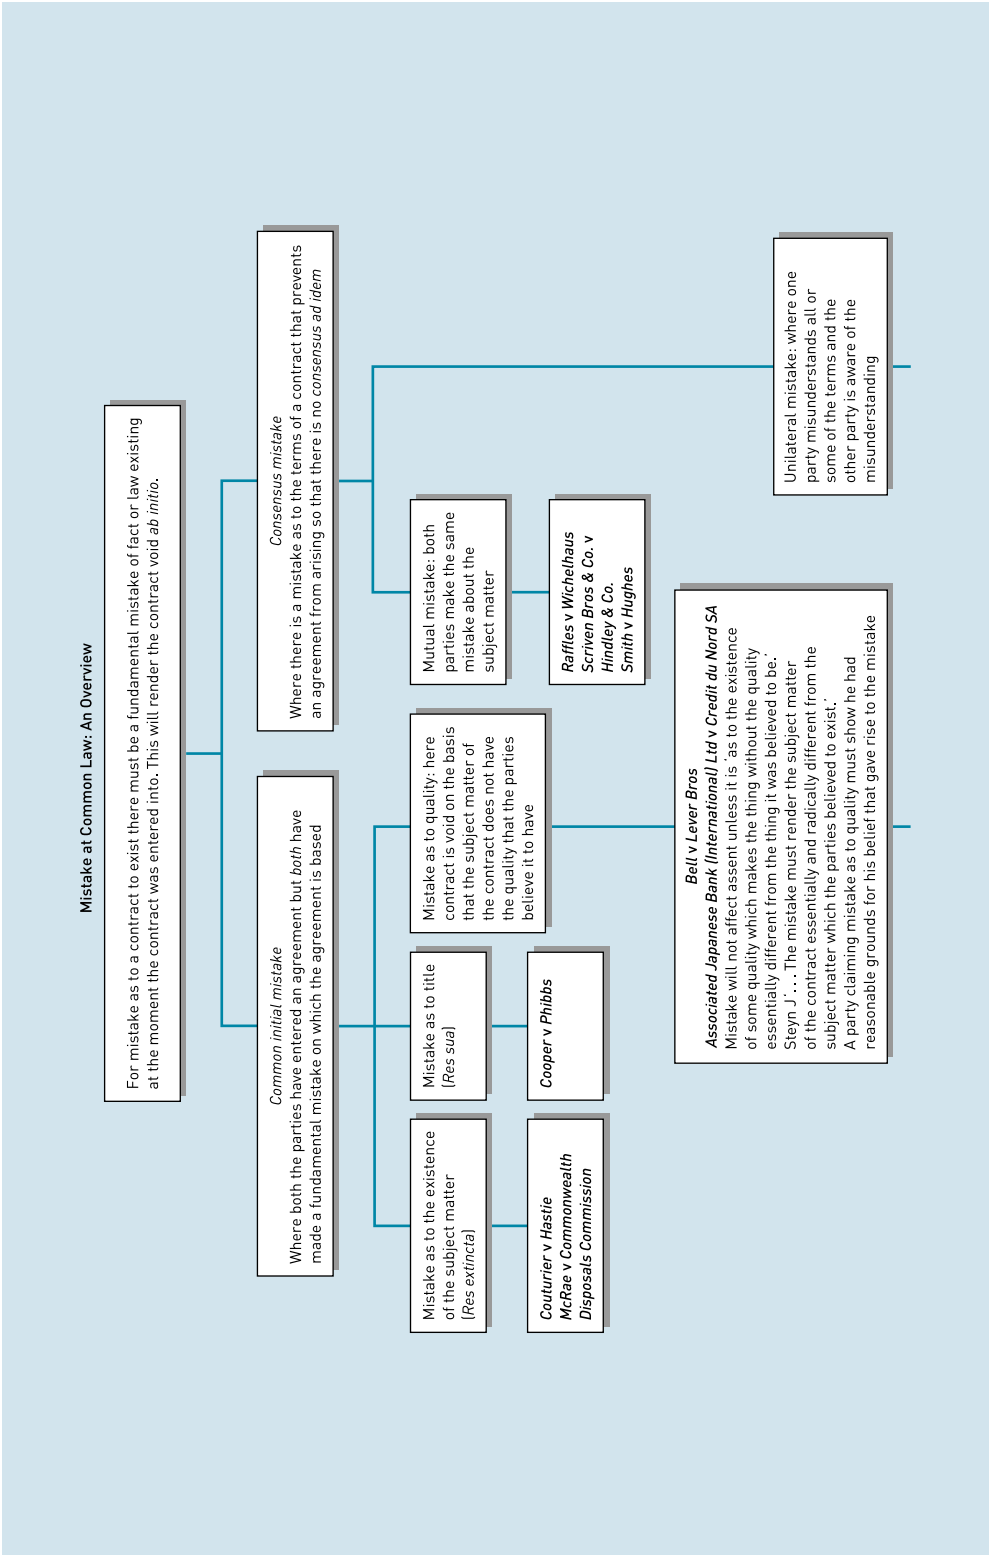 Mistake at Common Law: An Overview
For mistake as to a contract to exist there must be a fundamental mistake of fact or law existing
at the moment the contract was entered into. This will render the contract void ab initio.
Common initial mistake
Where both the parties have entered an agreement but both have
made a fundamental mistake on which the agreement is based
Consensus mistake
Where there is a mistake as to the terms of a contract that prevents
an agreement from arising so that there is no consensus ad idem
Mistake as to the existence
of the subject matter
(Res extincta)
Mistake as to title
(Res sua)
Mistake as to quality: here
contract is void on the basis
that the subject matter of
the contract does not have
the quality that the parties
believe it to have
Mutual mistake: both
parties make the same
mistake about the
subject matter
Couturier v Hastie
McRae v Commonwealth
Disposals Commission
Cooper v Phibbs
Raffles v Wichelhaus
Scriven Bros & Co. v
Hindley & Co.
Smith v Hughes
Bell v Lever Bros
Associated Japanese Bank (International) Ltd v Credit du Nord SA
Mistake will not affect assent unless it is ‘as to the existence
of some quality which makes the thing without the quality
essentially different from the thing it was believed to be.’
Steyn J ‘. . . The mistake must render the subject matter
of the contract essentially and radically different from the
subject matter which the parties believed to exist.’
A party claiming mistake as to quality must show he had
reasonable grounds for his belief that gave rise to the mistake
Unilateral mistake: where one
party misunderstands all or
some of the terms and the
other party is aware of the
misunderstanding